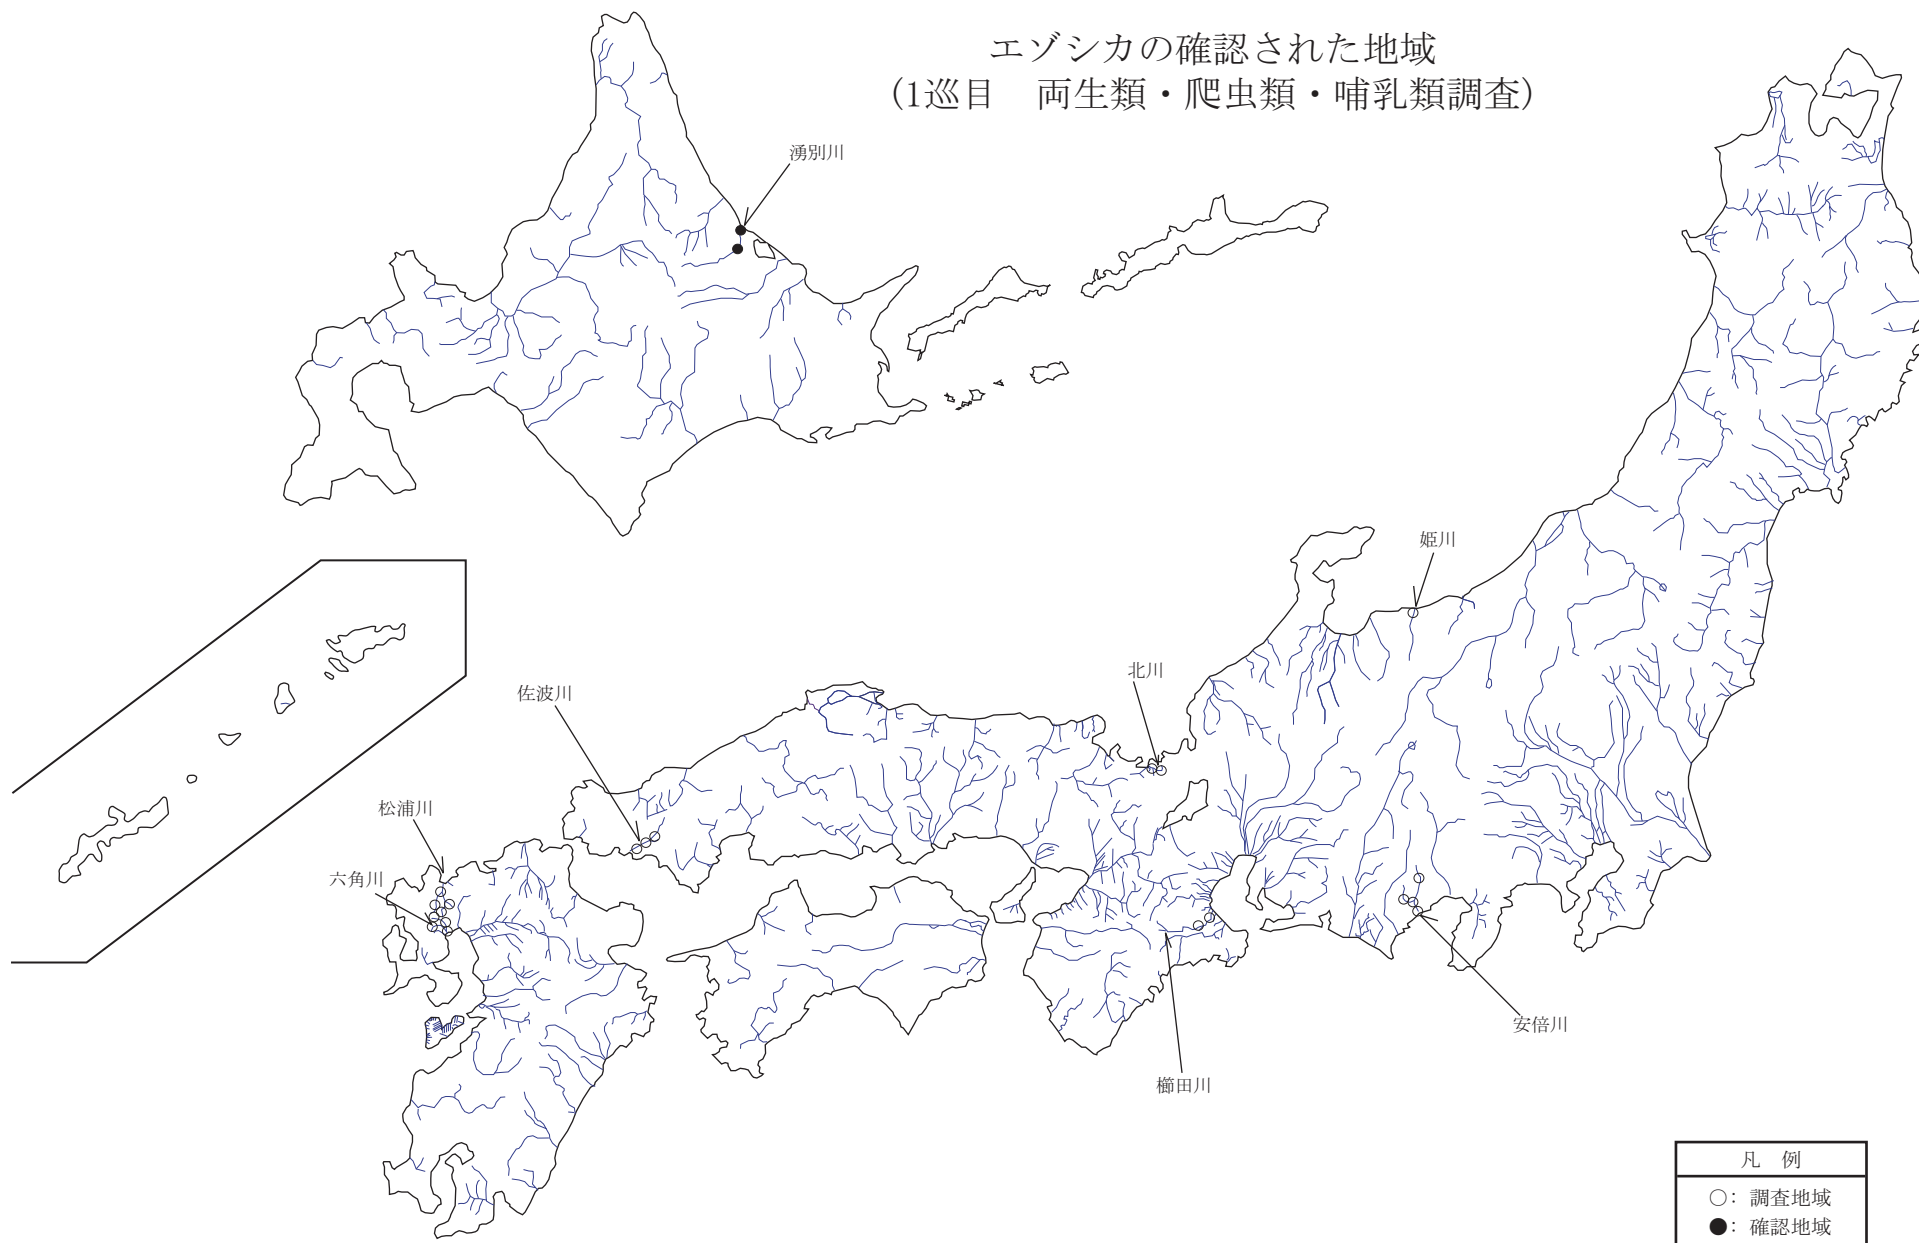 エゾシカの確認された地域
(1巡目　両生類・爬虫類・哺乳類調査)
湧別川
姫川
北川
佐波川
松浦川
六角川
安倍川
櫛田川
凡　例
○：調査地域
●：確認地域